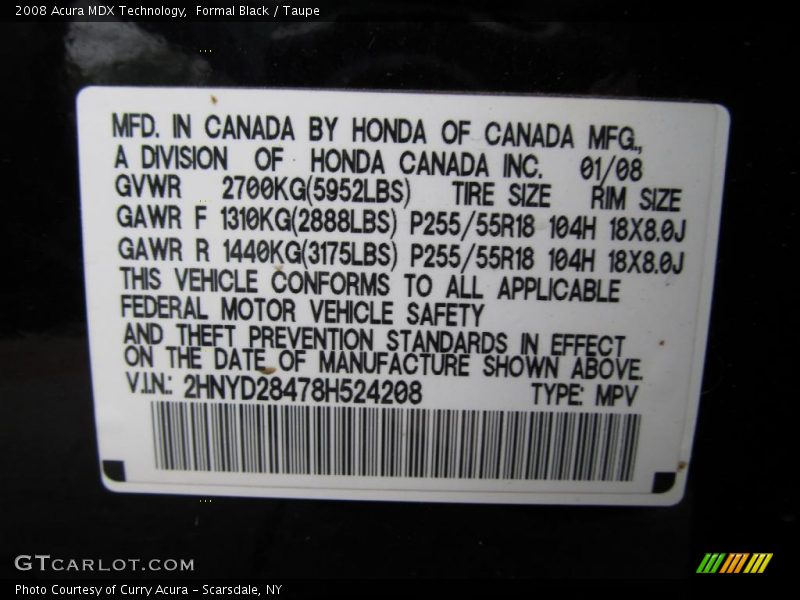 2008 Acura MDX Technology, Formal Black / Taupe
MFD. IN CANADA BY HONDA OF CANADA MFG.,
A DIVISION OF HONDA CANADA INC. 01/08
GVWR 2700KG(5952LBS) TIRE SIZE RIM SIZE
GAWR F 1310KG(2888LBS) P255/55R18 104H 18X8.0J
GAWR R 1440KG(3175LBS) P255/55R18 104H 18X8.0J
THIS VEHICLE CONFORMS TO ALL APPLICABLE
FEDERAL MOTOR VEHICLE SAFETY
AND THEFT PREVENTION STANDARDS IN EFFECT
ON THE DATE OF MANUFACTURE SHOWN ABOVE.
V.I.N.: 2HNYD28478H524208 TYPE: MPV
GTCARLOT.COM
Photo Courtesy of Curry Acura - Scarsdale, NY